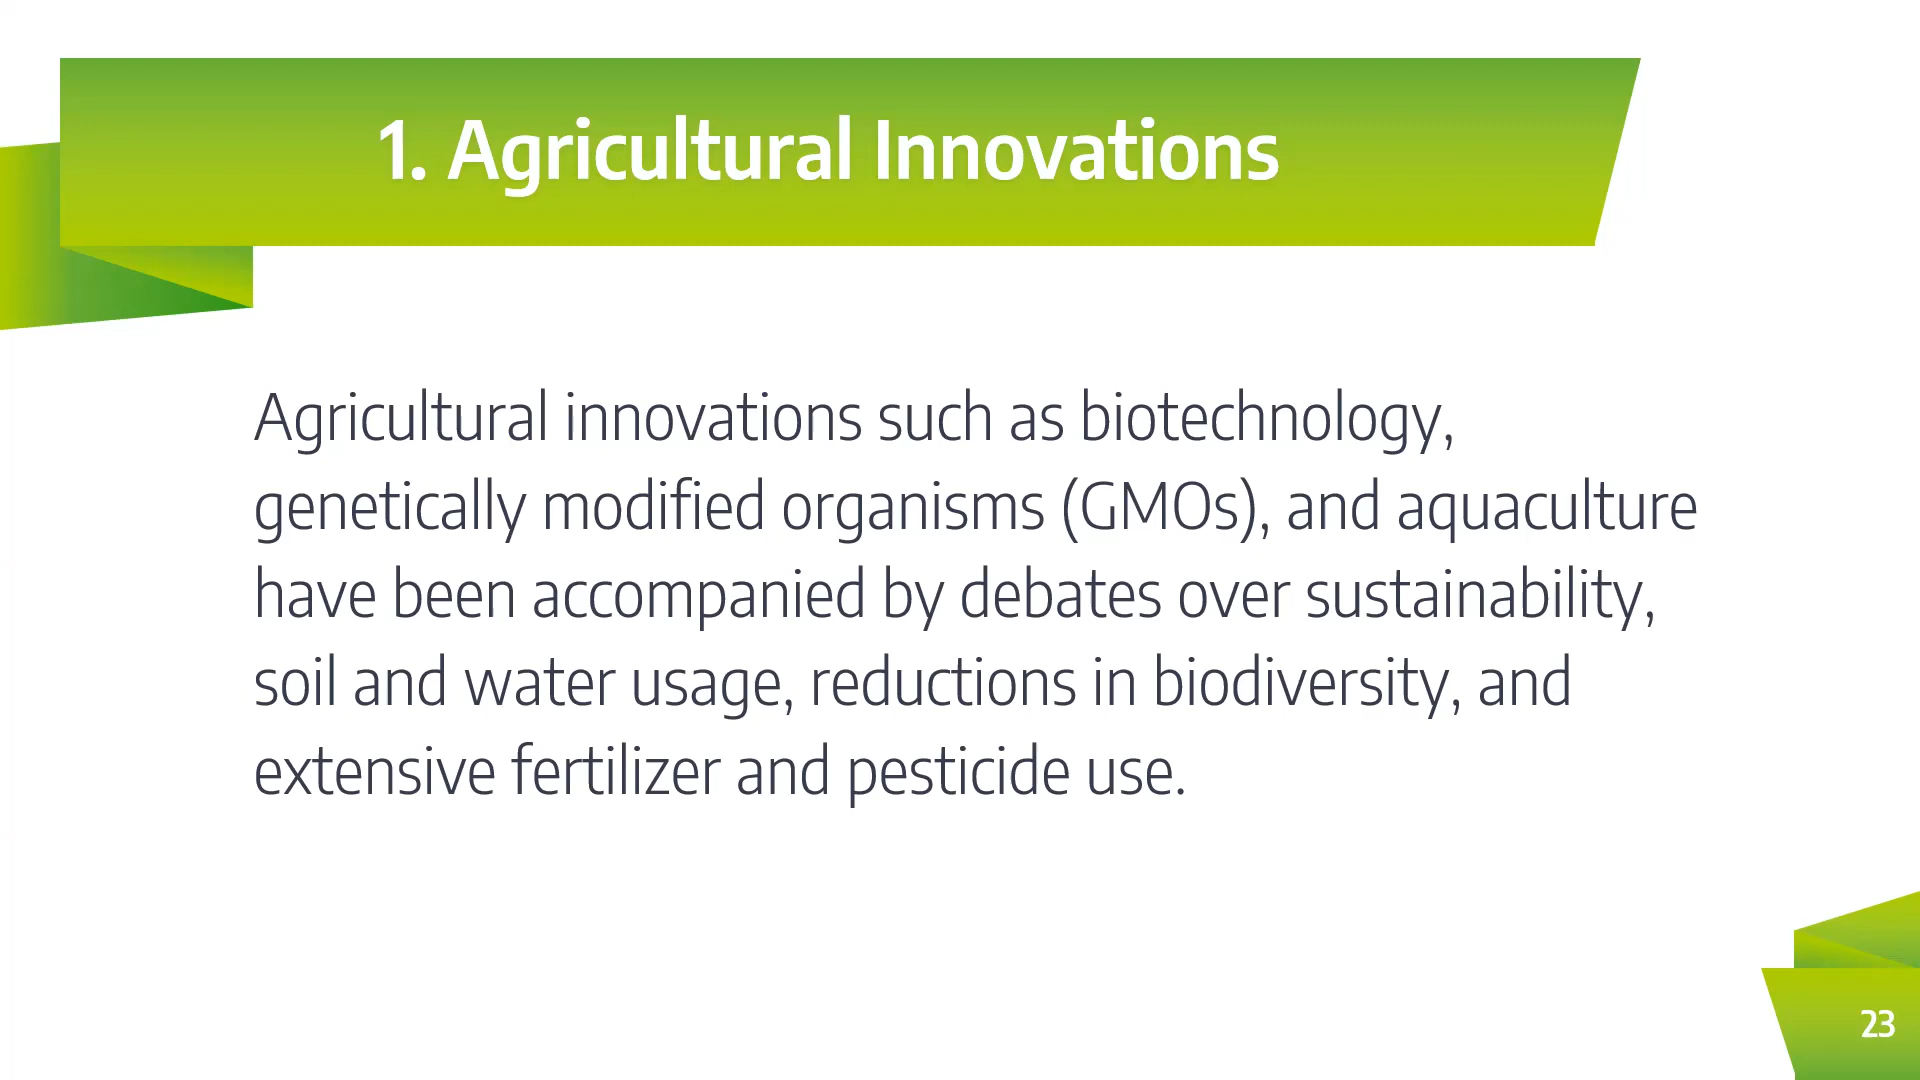 1. Agricultural Innovations
Agricultural innovations such as biotechnology,
genetically modified organisms (GMOs), and aquaculture
have been accompanied by debates over sustainability,
soil and water usage, reductions in biodiversity, and
extensive fertilizer and pesticide use.
23